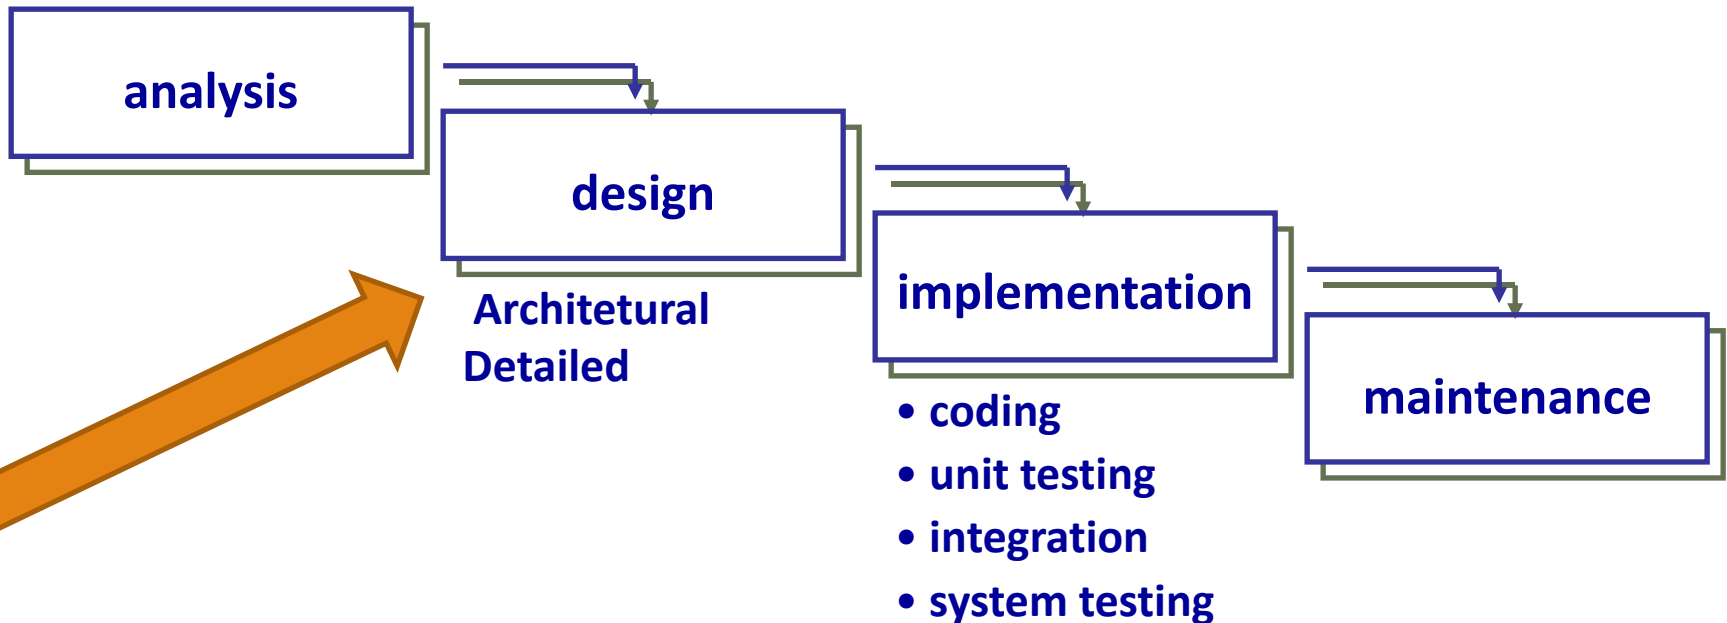 analysis
design
Architetural
Detailed
implementation
• coding
• unit testing
• integration
• system testing
maintenance